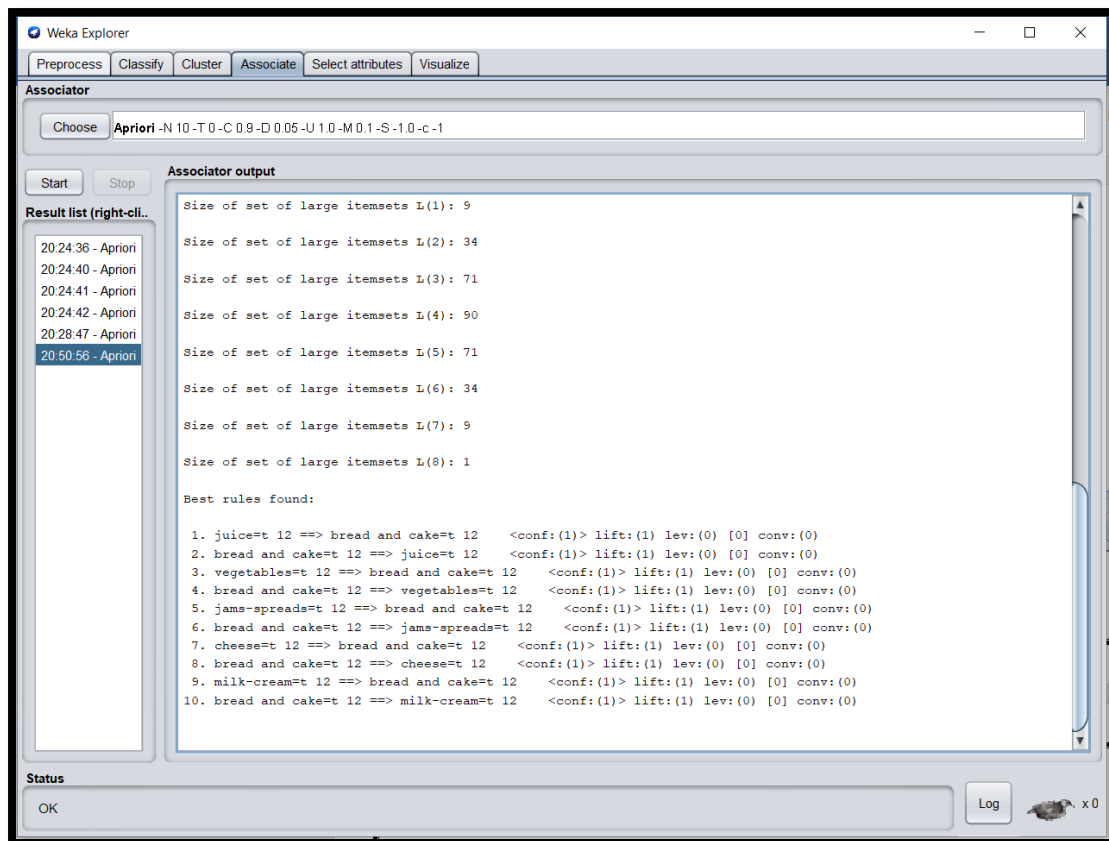 Weka Explorer
Preprocess Classify Cluster Associate Select attributes Visualize
Associator
Choose Apriori -N 10 -T 0 -C 0.9 -D 0.05 -U 1.0 -M 0.1 -S -1.0 -c -1
Start Stop
Result list (right-cli..
20:24:36 - Apriori
20:24:40 - Apriori
20:24:41 - Apriori
20:24:42 - Apriori
20:28:47 - Apriori
20:50:56 - Apriori
Associator output
Size of set of large itemsets L(1): 9
Size of set of large itemsets L(2): 34
Size of set of large itemsets L(3): 71
Size of set of large itemsets L(4): 90
Size of set of large itemsets L(5): 71
Size of set of large itemsets L(6): 34
Size of set of large itemsets L(7): 9
Size of set of large itemsets L(8): 1
Best rules found:
1. juice=t 12 ==> bread and cake=t 12 <conf:(1)> lift:(1) lev:(0) [0] conv:(0)
2. bread and cake=t 12 ==> juice=t 12 <conf:(1)> lift:(1) lev:(0) [0] conv:(0)
3. vegetables=t 12 ==> bread and cake=t 12 <conf:(1)> lift:(1) lev:(0) [0] conv:(0)
4. bread and cake=t 12 ==> vegetables=t 12 <conf:(1)> lift:(1) lev:(0) [0] conv:(0)
5. jams-spreads=t 12 ==> bread and cake=t 12 <conf:(1)> lift:(1) lev:(0) [0] conv:(0)
6. bread and cake=t 12 ==> jams-spreads=t 12 <conf:(1)> lift:(1) lev:(0) [0] conv:(0)
7. cheese=t 12 ==> bread and cake=t 12 <conf:(1)> lift:(1) lev:(0) [0] conv:(0)
8. bread and cake=t 12 ==> cheese=t 12 <conf:(1)> lift:(1) lev:(0) [0] conv:(0)
9. milk-cream=t 12 ==> bread and cake=t 12 <conf:(1)> lift:(1) lev:(0) [0] conv:(0)
10. bread and cake=t 12 ==> milk-cream=t 12 <conf:(1)> lift:(1) lev:(0) [0] conv:(0)
Status
OK
Log x 0